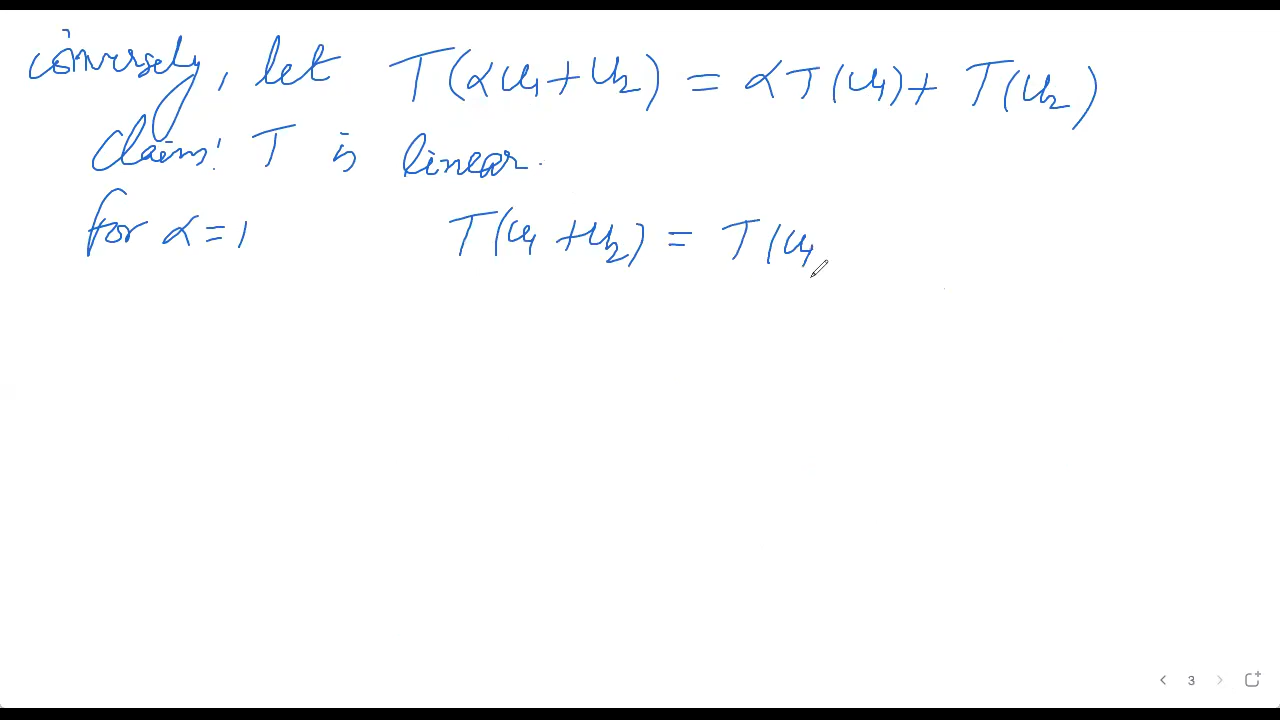 conversely, let T(αu₁+u₂) = αT(u₁)+ T(u₂)
Claim: T is linear.
for α=1 T(u₁+u₂) = T(u₁
3